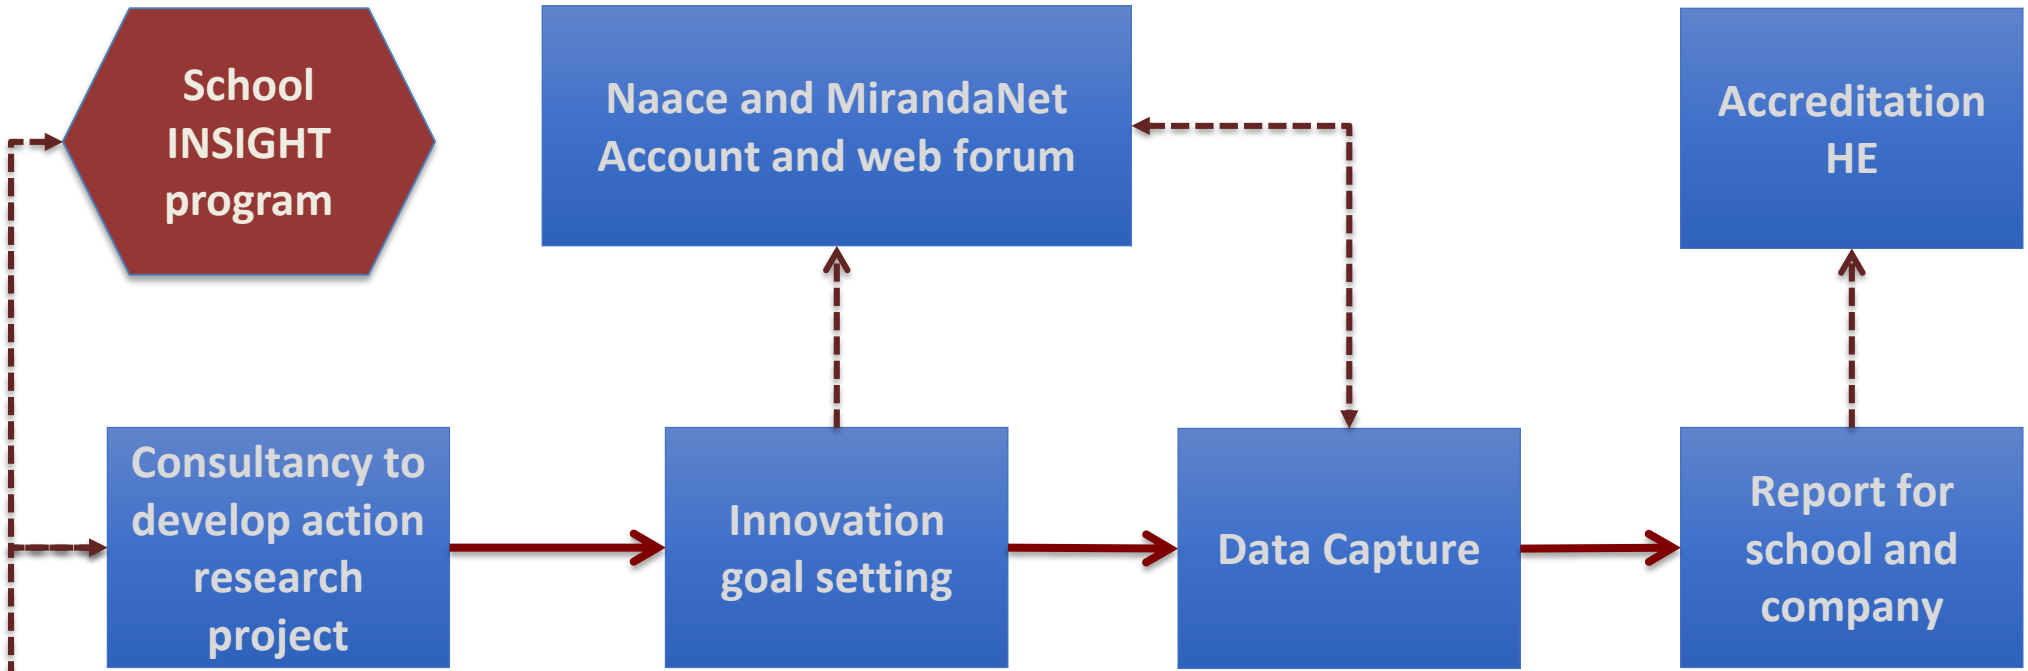 School
INSIGHT
program
Naace and MirandaNet
Account and web forum
Accreditation
HE
Consultancy to
develop action
research
project
Innovation
goal setting
Data Capture
Report for
school and
company